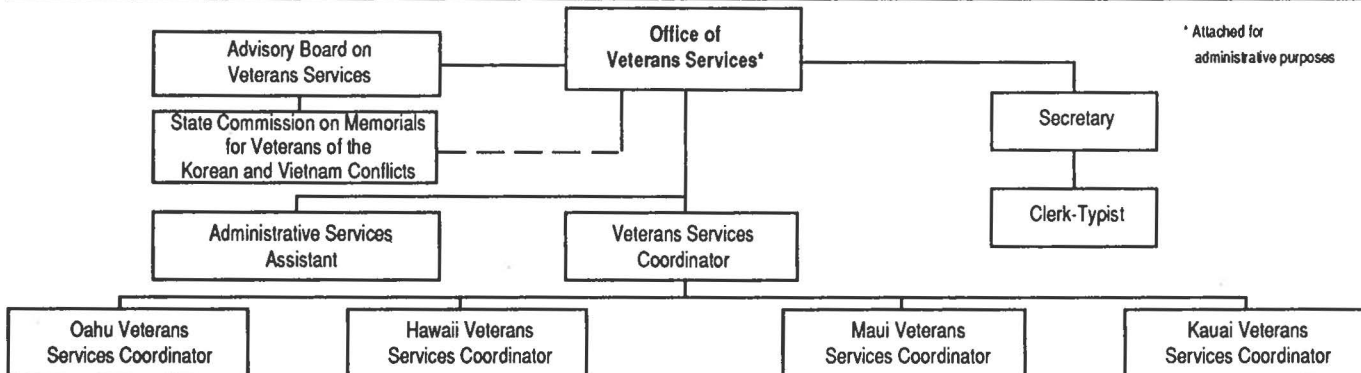 Office of
Veterans Services*
* Attached for
administrative purposes
Advisory Board on
Veterans Services
State Commission on Memorials
for Veterans of the
Korean and Vietnam Conflicts
Secretary
Clerk-Typist
Administrative Services
Assistant
Veterans Services
Coordinator
Oahu Veterans
Services Coordinator
Hawaii Veterans
Services Coordinator
Maui Veterans
Services Coordinator
Kauai Veterans
Services Coordinator